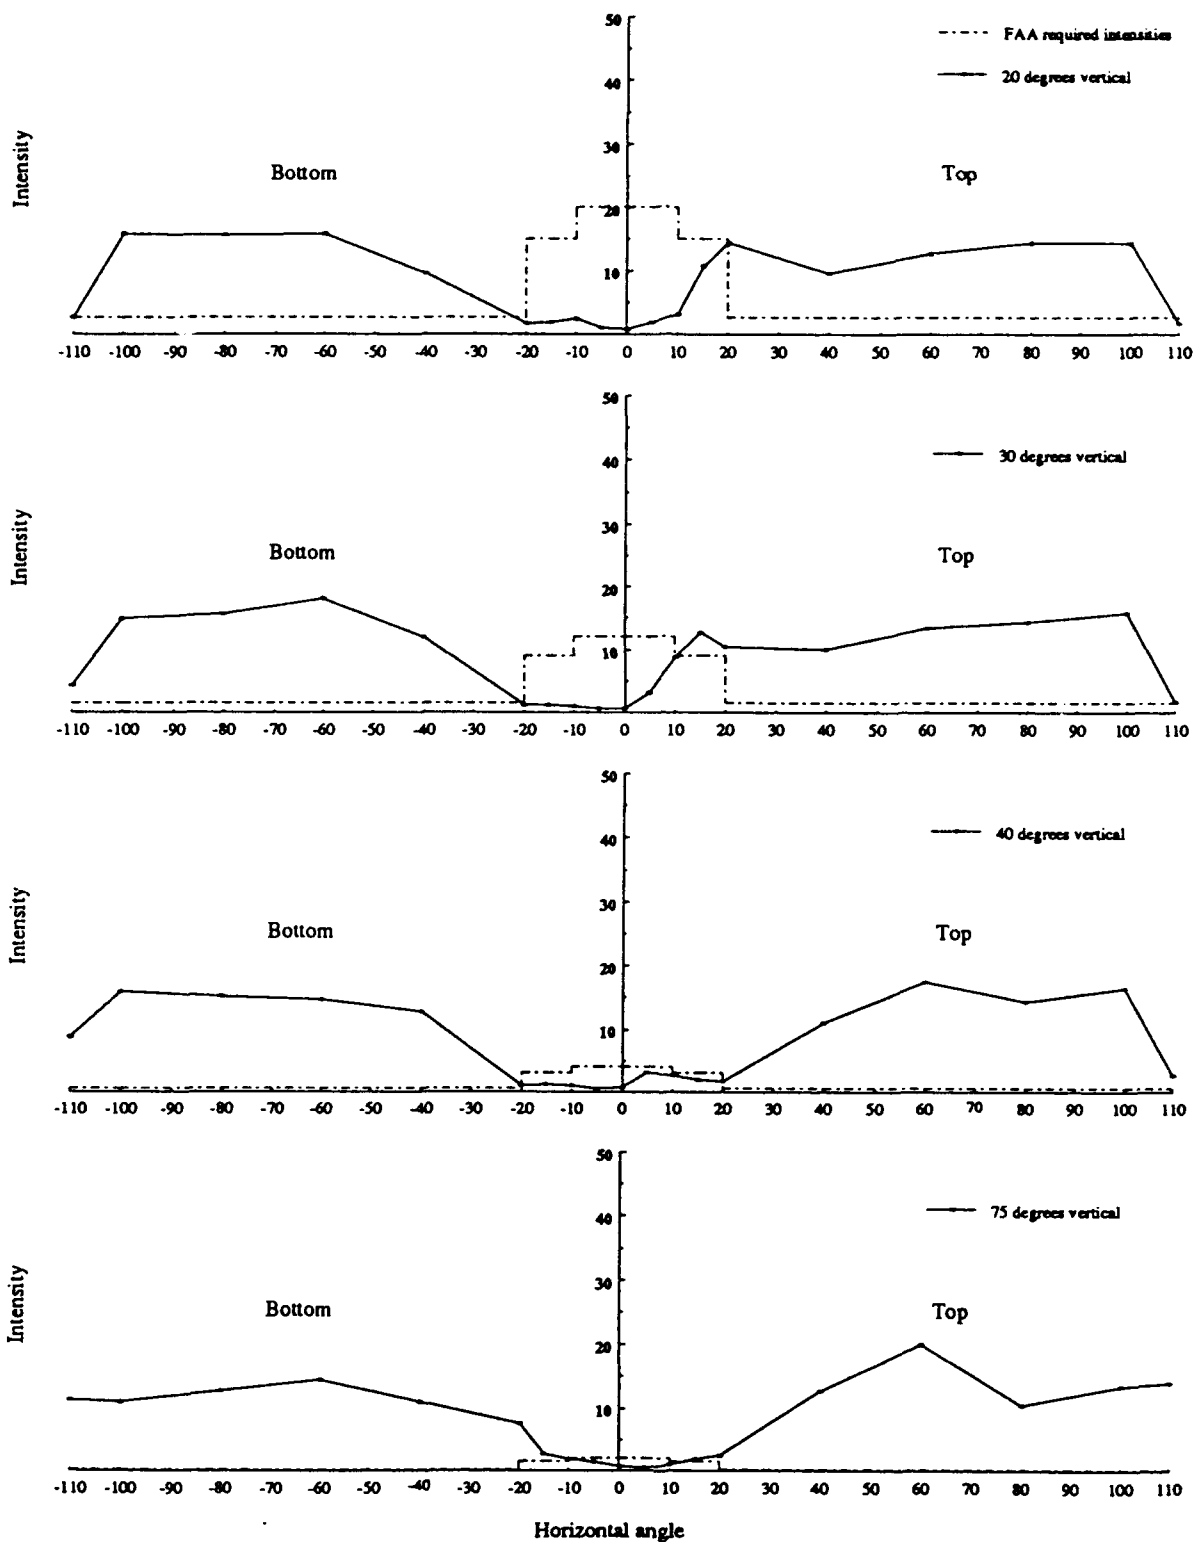 50
FAA required intensities
40
20 degrees vertical
30
Intensity
Bottom
Top
20
10
-110 -100 -90 -80 -70 -60 -50 -40 -30 -20 -10 0 10 20 30 40 50 60 70 80 90 100 110
50
40
30 degrees vertical
30
Intensity
Bottom
Top
20
10
-110 -100 -90 -80 -70 -60 -50 -40 -30 -20 -10 0 10 20 30 40 50 60 70 80 90 100 110
50
40
40 degrees vertical
30
Intensity
Bottom
Top
20
10
-110 -100 -90 -80 -70 -60 -50 -40 -30 -20 -10 0 10 20 30 40 50 60 70 80 90 100 110
50
40
75 degrees vertical
30
Intensity
Bottom
Top
20
10
-110 -100 -90 -80 -70 -60 -50 -40 -30 -20 -10 0 10 20 30 40 50 60 70 80 90 100 110
Horizontal angle